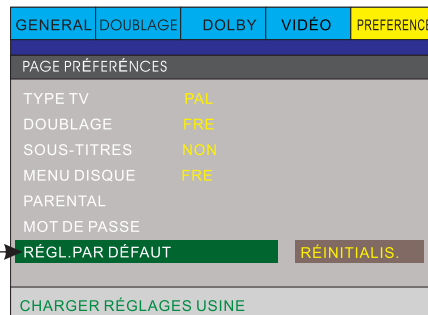 GENERAL DOUBLAGE DOLBY VIDÉO PREFERENCE
PAGE PRÉFERÉNCES
TYPE TV PAL
DOUBLAGE FRE
SOUS-TITRES NON
MENU DISQUE FRE
PARENTAL
MOT DE PASSE
RÉGL.PAR DÉFAUT RÉINITIALIS.
CHARGER RÉGLAGES USINE